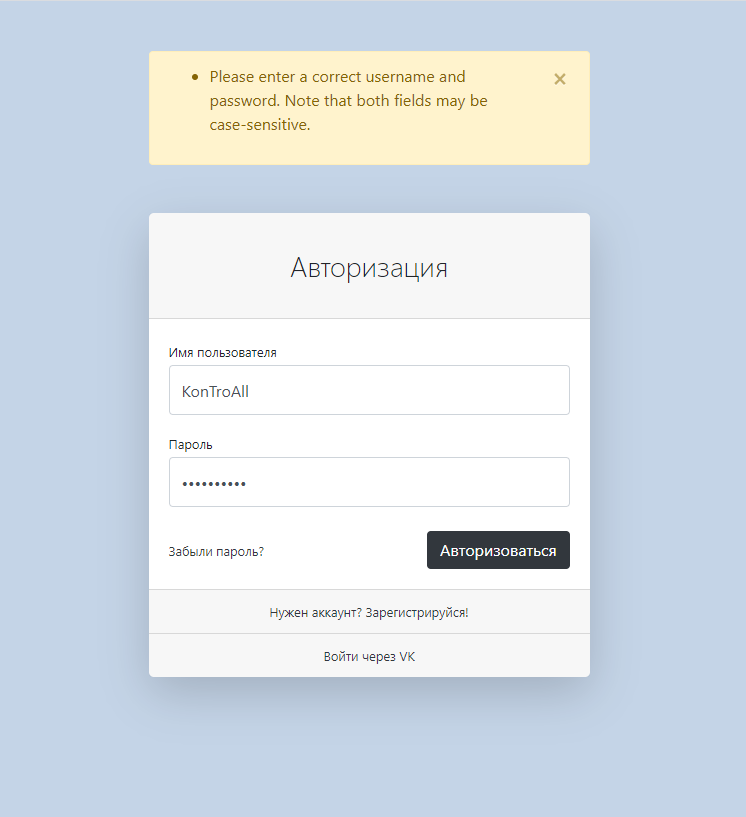 Please enter a correct username and
password. Note that both fields may be
case-sensitive.
×
Авторизация
Имя пользователя
KonTroAll
Пароль
••••••••••
Забыли пароль?
Авторизоваться
Нужен аккаунт? Зарегистрируйся!
Войти через VK